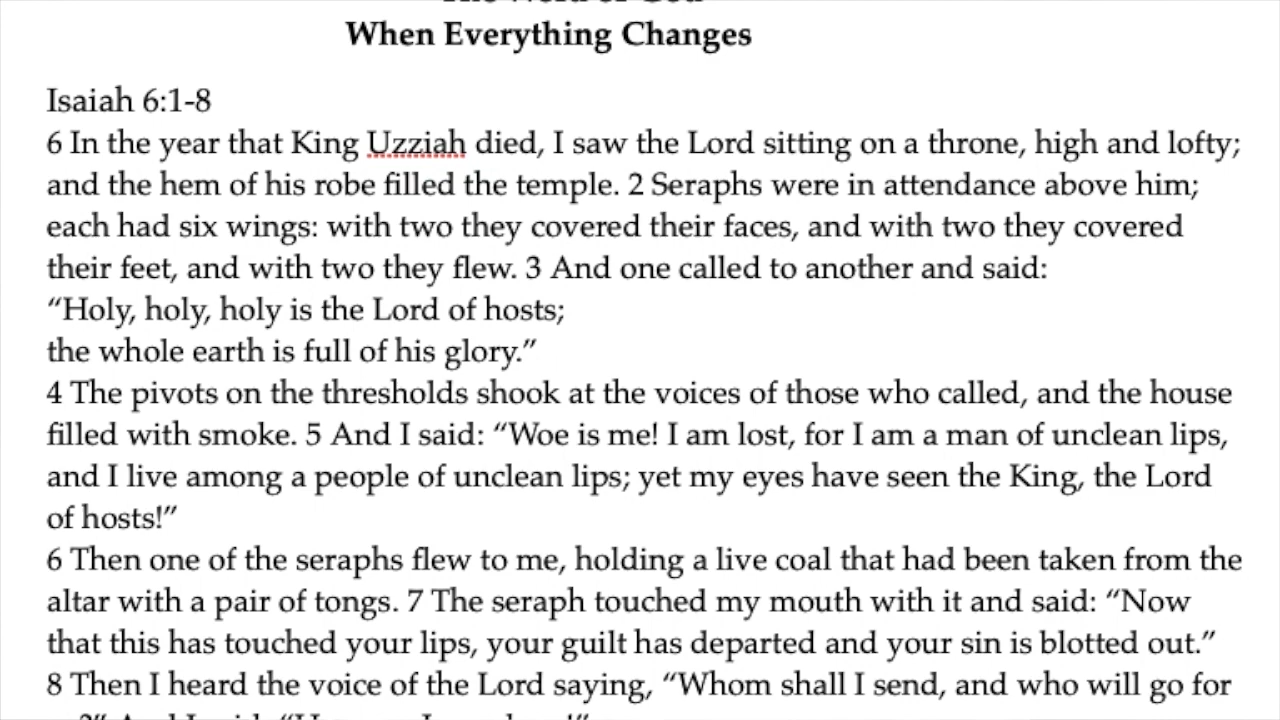 The Word of God
When Everything Changes
Isaiah 6:1-8
6 In the year that King Uzziah died, I saw the Lord sitting on a throne, high and lofty;
and the hem of his robe filled the temple. 2 Seraphs were in attendance above him;
each had six wings: with two they covered their faces, and with two they covered
their feet, and with two they flew. 3 And one called to another and said:
“Holy, holy, holy is the Lord of hosts;
the whole earth is full of his glory.”
4 The pivots on the thresholds shook at the voices of those who called, and the house
filled with smoke. 5 And I said: “Woe is me! I am lost, for I am a man of unclean lips,
and I live among a people of unclean lips; yet my eyes have seen the King, the Lord
of hosts!”
6 Then one of the seraphs flew to me, holding a live coal that had been taken from the
altar with a pair of tongs. 7 The seraph touched my mouth with it and said: “Now
that this has touched your lips, your guilt has departed and your sin is blotted out.”
8 Then I heard the voice of the Lord saying, “Whom shall I send, and who will go for